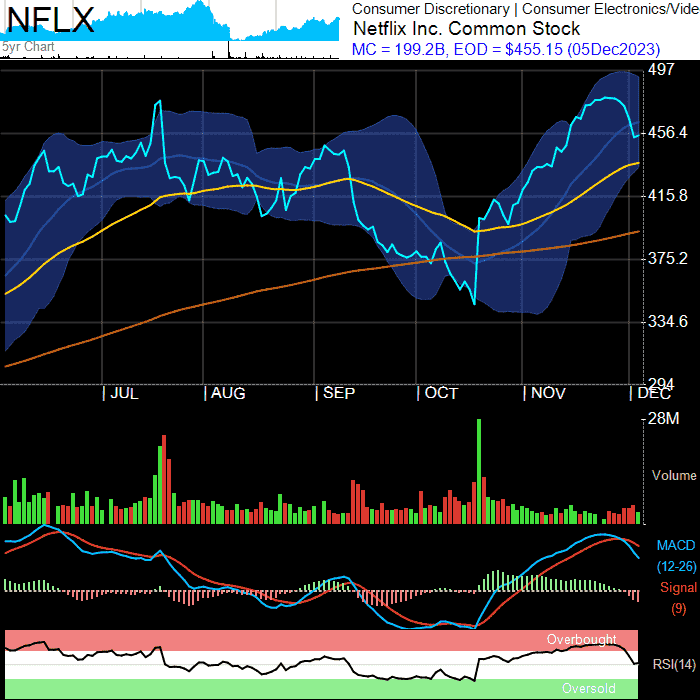 NFLX
5yr Chart
Consumer Discretionary | Consumer Electronics/Vide
Netflix Inc. Common Stock
MC = 199.2B, EOD = $455.15 (05Dec2023)
497
456.4
415.8
375.2
334.6
294
JUL
AUG
SEP
OCT
NOV
DEC
28M
Volume
MACD
(12-26)
Signal
(9)
Overbought
RSI(14)
Oversold